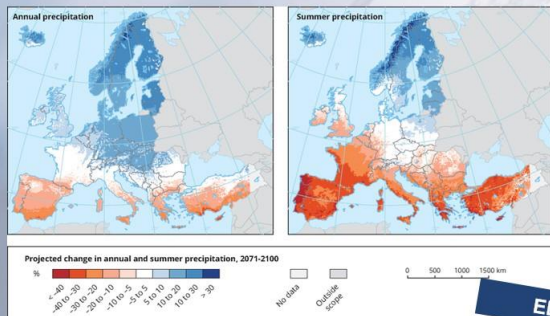 Annual precipitation
Summer precipitation
Projected change in annual and summer precipitation, 2071-2100
%
< -40
-40 to -30
-30 to -20
-20 to -10
-10 to -5
-5 to 5
5 to 10
10 to 20
10 to 30
> 30
No data
Outside
scope
0 500 1000 1500 km